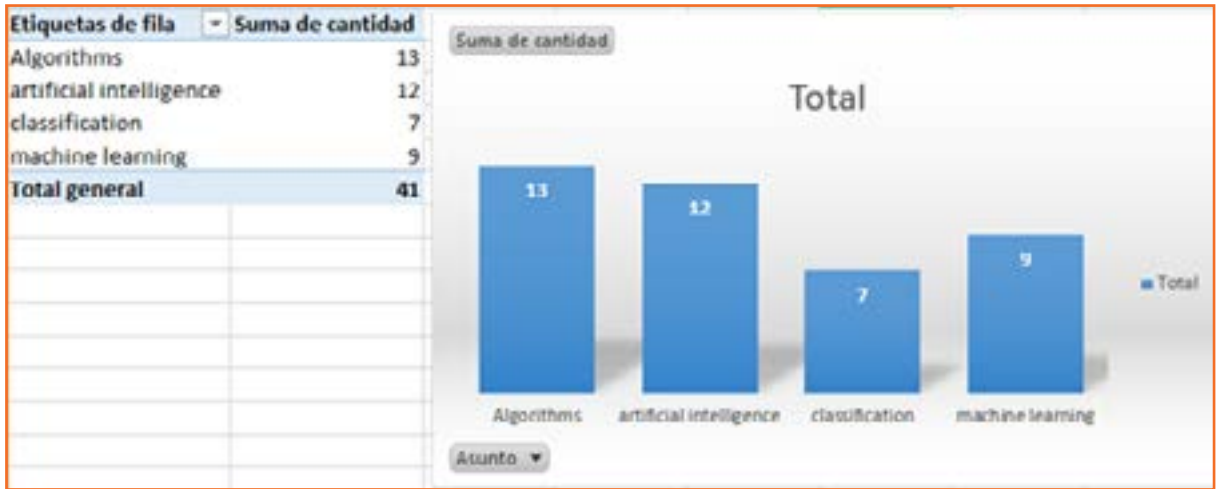 Etiquetas de fila Suma de cantidad
Algorithms 13
artificial intelligence 12
classification 7
machine learning 9
Total general 41
Suma de cantidad
Total
13
12
7
9
Total
Algorithms artificial intelligence classification machine learning
Asunto